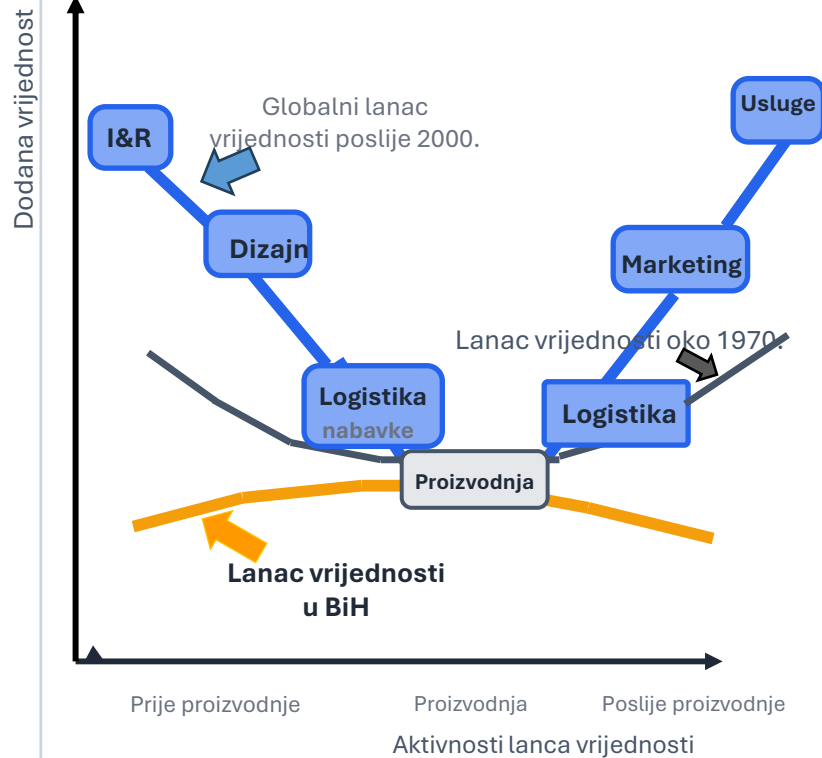 Dodana vrijednost
Usluge
Globalni lanac
vrijednosti poslije 2000.
I&R
Dizajn
Marketing
Lanac vrijednosti oko 1970.
Logistika
nabavke
Logistika
Proizvodnja
Lanac vrijednosti
u BiH
Prije proizvodnje
Proizvodnja
Poslije proizvodnje
Aktivnosti lanca vrijednosti